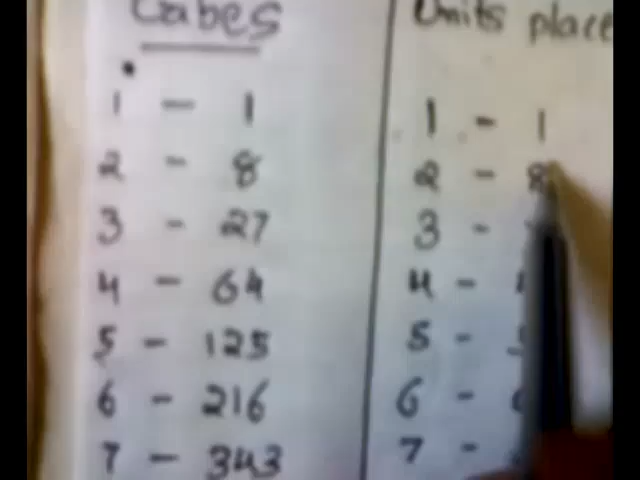 Cubes
1 - 1
2 - 8
3 - 27
4 - 64
5 - 125
6 - 216
7 - 343
Units place
1 - 1
2 - 8
3 -
4 -
5 -
6 -
7 -